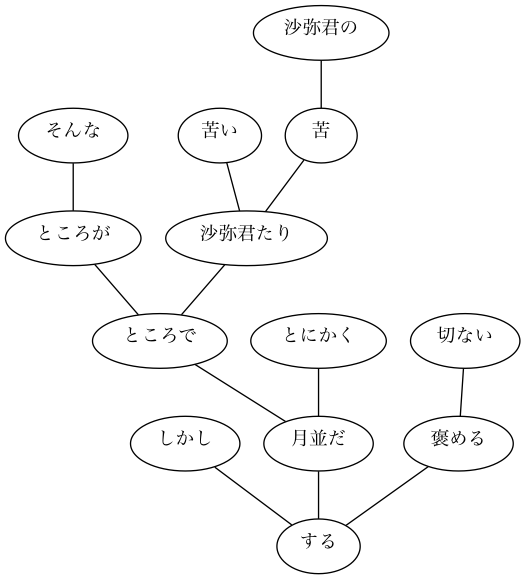 沙弥君の
そんな
苦い
苦
ところが
沙弥君たり
ところで
とにかく
切ない
しかし
月並だ
褒める
する